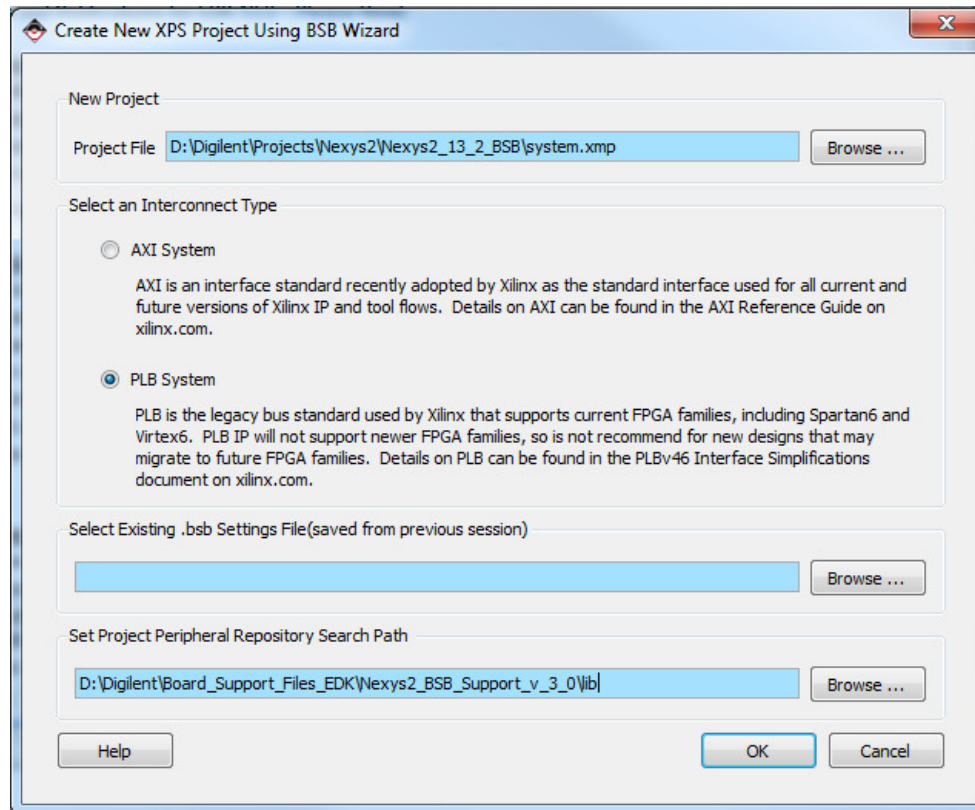 Create New XPS Project Using BSB Wizard
New Project
Project File D:\Digilent\Projects\Nexys2\Nexys2_13_2_BSB\system.xmp Browse ...
Select an Interconnect Type
AXI System
AXI is an interface standard recently adopted by Xilinx as the standard interface used for all current and
future versions of Xilinx IP and tool flows. Details on AXI can be found in the AXI Reference Guide on
xilinx.com.
PLB System
PLB is the legacy bus standard used by Xilinx that supports current FPGA families, including Spartan6 and
Virtex6. PLB IP will not support newer FPGA families, so is not recommend for new designs that may
migrate to future FPGA families. Details on PLB can be found in the PLBv46 Interface Simplifications
document on xilinx.com.
Select Existing .bsb Settings File(saved from previous session)
Browse ...
Set Project Peripheral Repository Search Path
D:\Digilent\Board_Support_Files_EDK\Nexys2_BSB_Support_v_3_0\lib Browse ...
Help OK Cancel